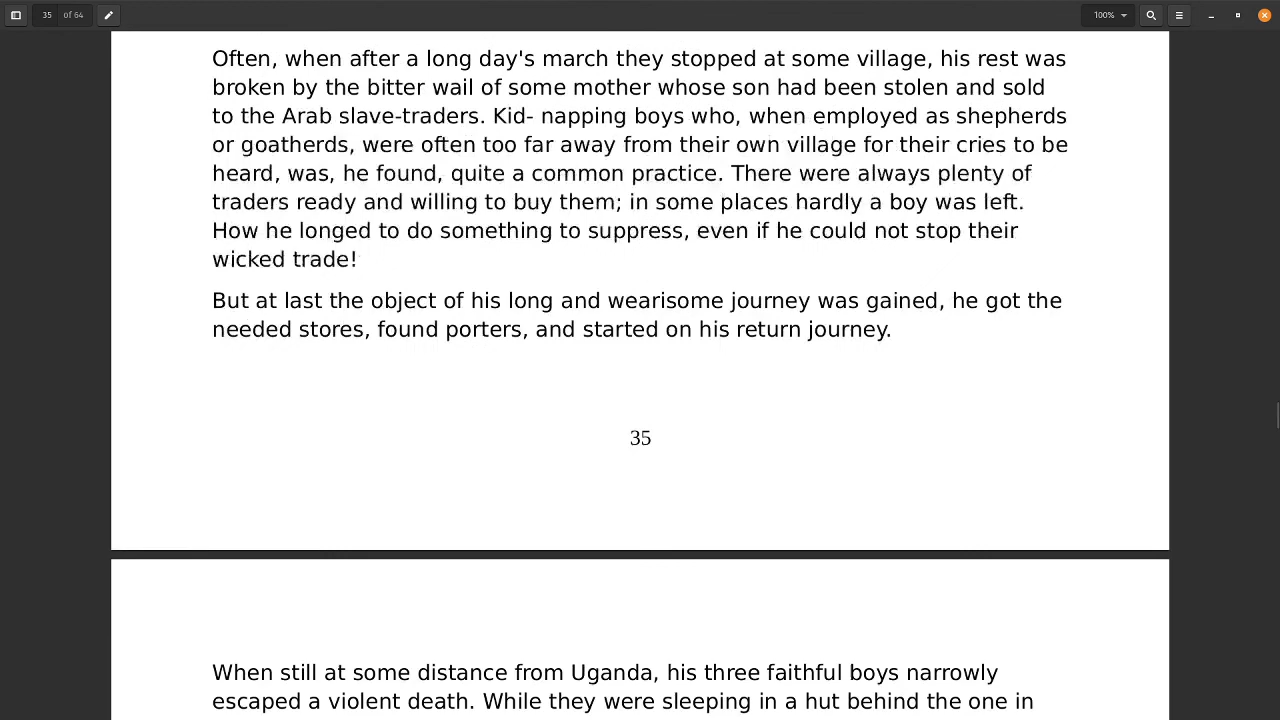 35 of 64
100%
Often, when after a long day's march they stopped at some village, his rest was
broken by the bitter wail of some mother whose son had been stolen and sold
to the Arab slave-traders. Kid- napping boys who, when employed as shepherds
or goatherds, were often too far away from their own village for their cries to be
heard, was, he found, quite a common practice. There were always plenty of
traders ready and willing to buy them; in some places hardly a boy was left.
How he longed to do something to suppress, even if he could not stop their
wicked trade!
But at last the object of his long and wearisome journey was gained, he got the
needed stores, found porters, and started on his return journey.
35
When still at some distance from Uganda, his three faithful boys narrowly
escaped a violent death. While they were sleeping in a hut behind the one in